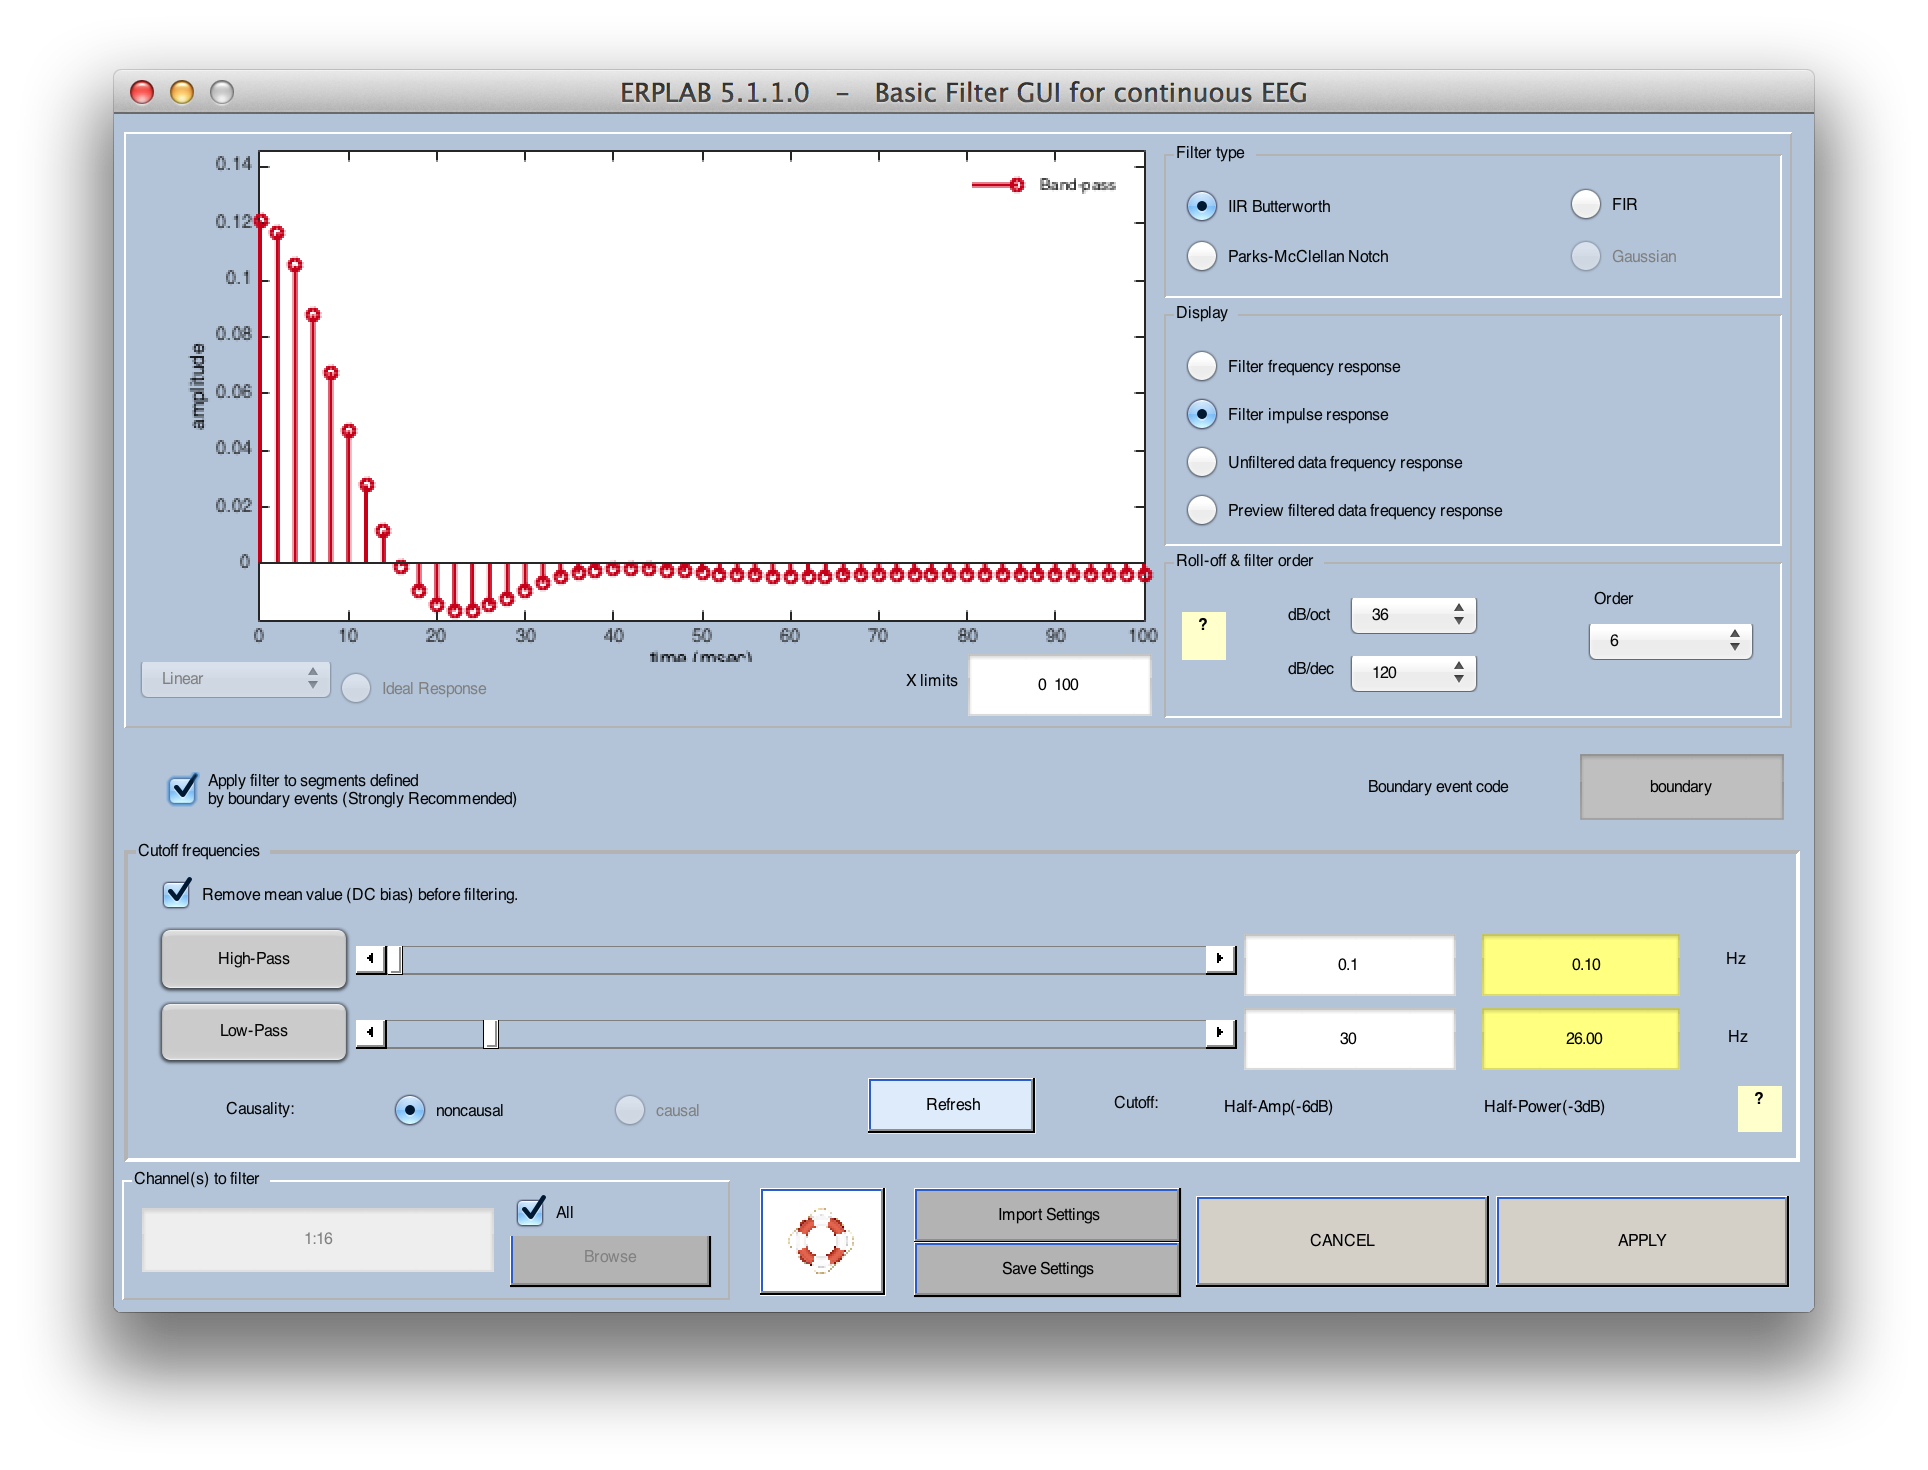 ERPLAB 5.1.1.0 - Basic Filter GUI for continuous EEG
0.14
0.12
0.1
0.08
0.06
0.04
0.02
0
amplitude
Band-pass
0 10 20 30 40 50 60 70 80 90 100
time (msec)
Linear
Ideal Response
X limits
0 100
Filter type
IIR Butterworth
FIR
Parks-McClellan Notch
Gaussian
Display
Filter frequency response
Filter impulse response
Unfiltered data frequency response
Preview filtered data frequency response
Roll-off & filter order
?
dB/oct
36
Order
6
dB/dec
120
Apply filter to segments defined
by boundary events (Strongly Recommended)
Boundary event code
boundary
Cutoff frequencies
Remove mean value (DC bias) before filtering.
High-Pass
0.1
0.10
Hz
Low-Pass
30
26.00
Hz
Causality:
noncausal
causal
Refresh
Cutoff:
Half-Amp(-6dB)
Half-Power(-3dB)
?
Channel(s) to filter
1:16
All
Browse
Import Settings
Save Settings
CANCEL
APPLY